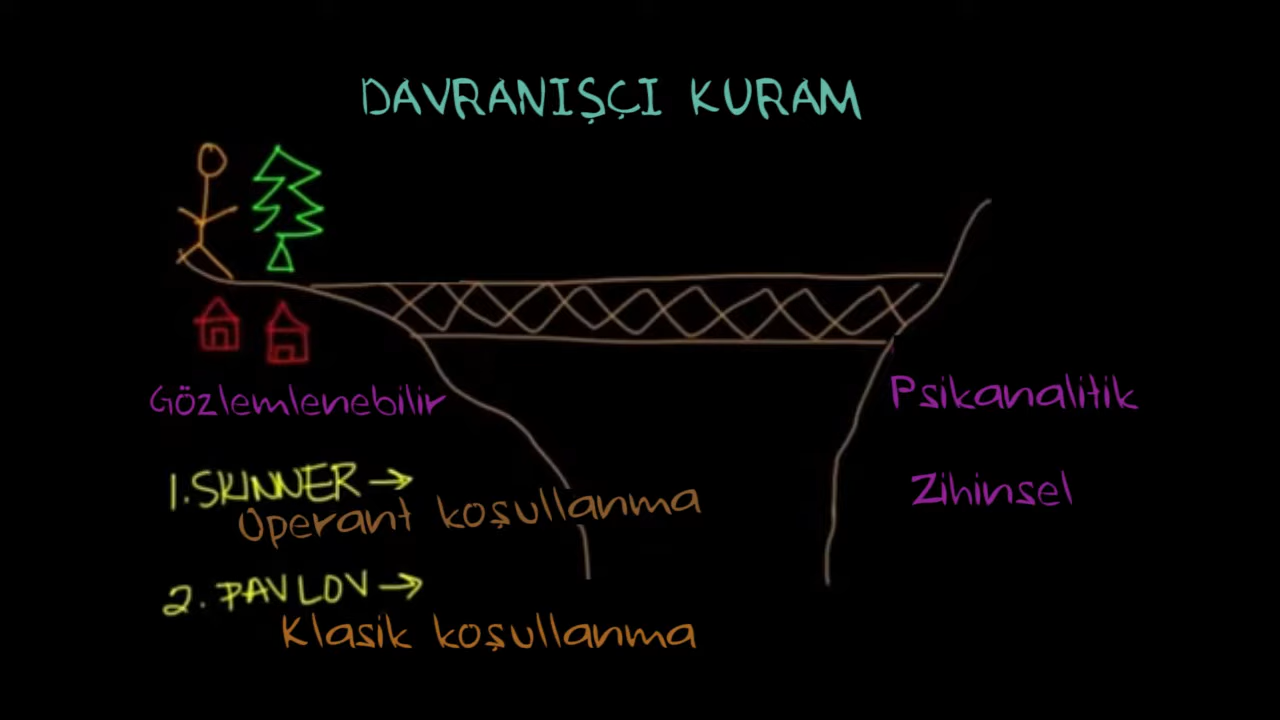 DAVRANIŞÇI KURAM
Gözlemlenebilir
Psikanalitik
1. SKINNER →
Operant koşullanma
Zihinsel
2. PAVLOV →
Klasik koşullanma